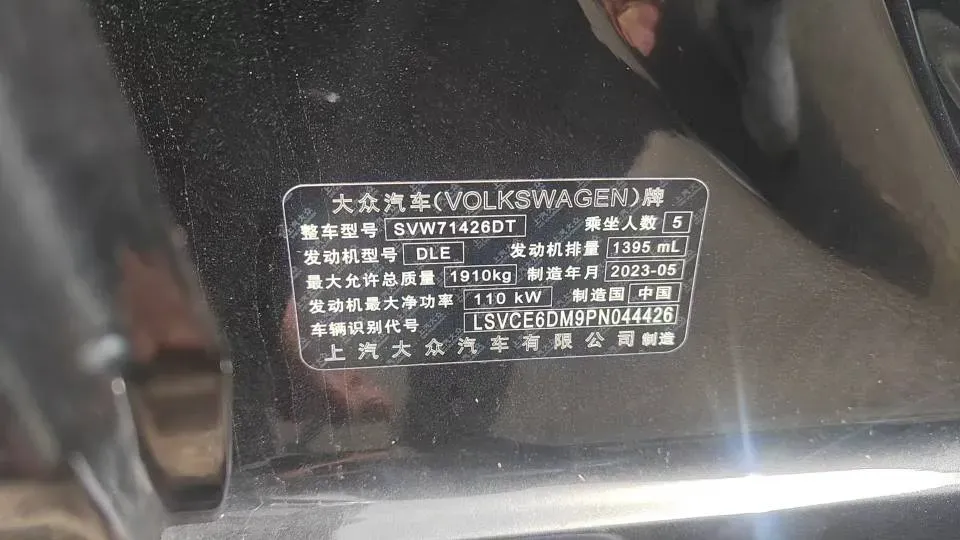 大众汽车(VOLKSWAGEN)牌
整车型号 SVW71426DT 乘坐人数 5
发动机型号 DLE 发动机排量 1395 mL
最大允许总质量 1910kg 制造年月 2023-05
发动机最大净功率 110 kW 制造国 中国
车辆识别代号 LSVCE6DM9PN044426
上汽大众汽车有限公司 制造